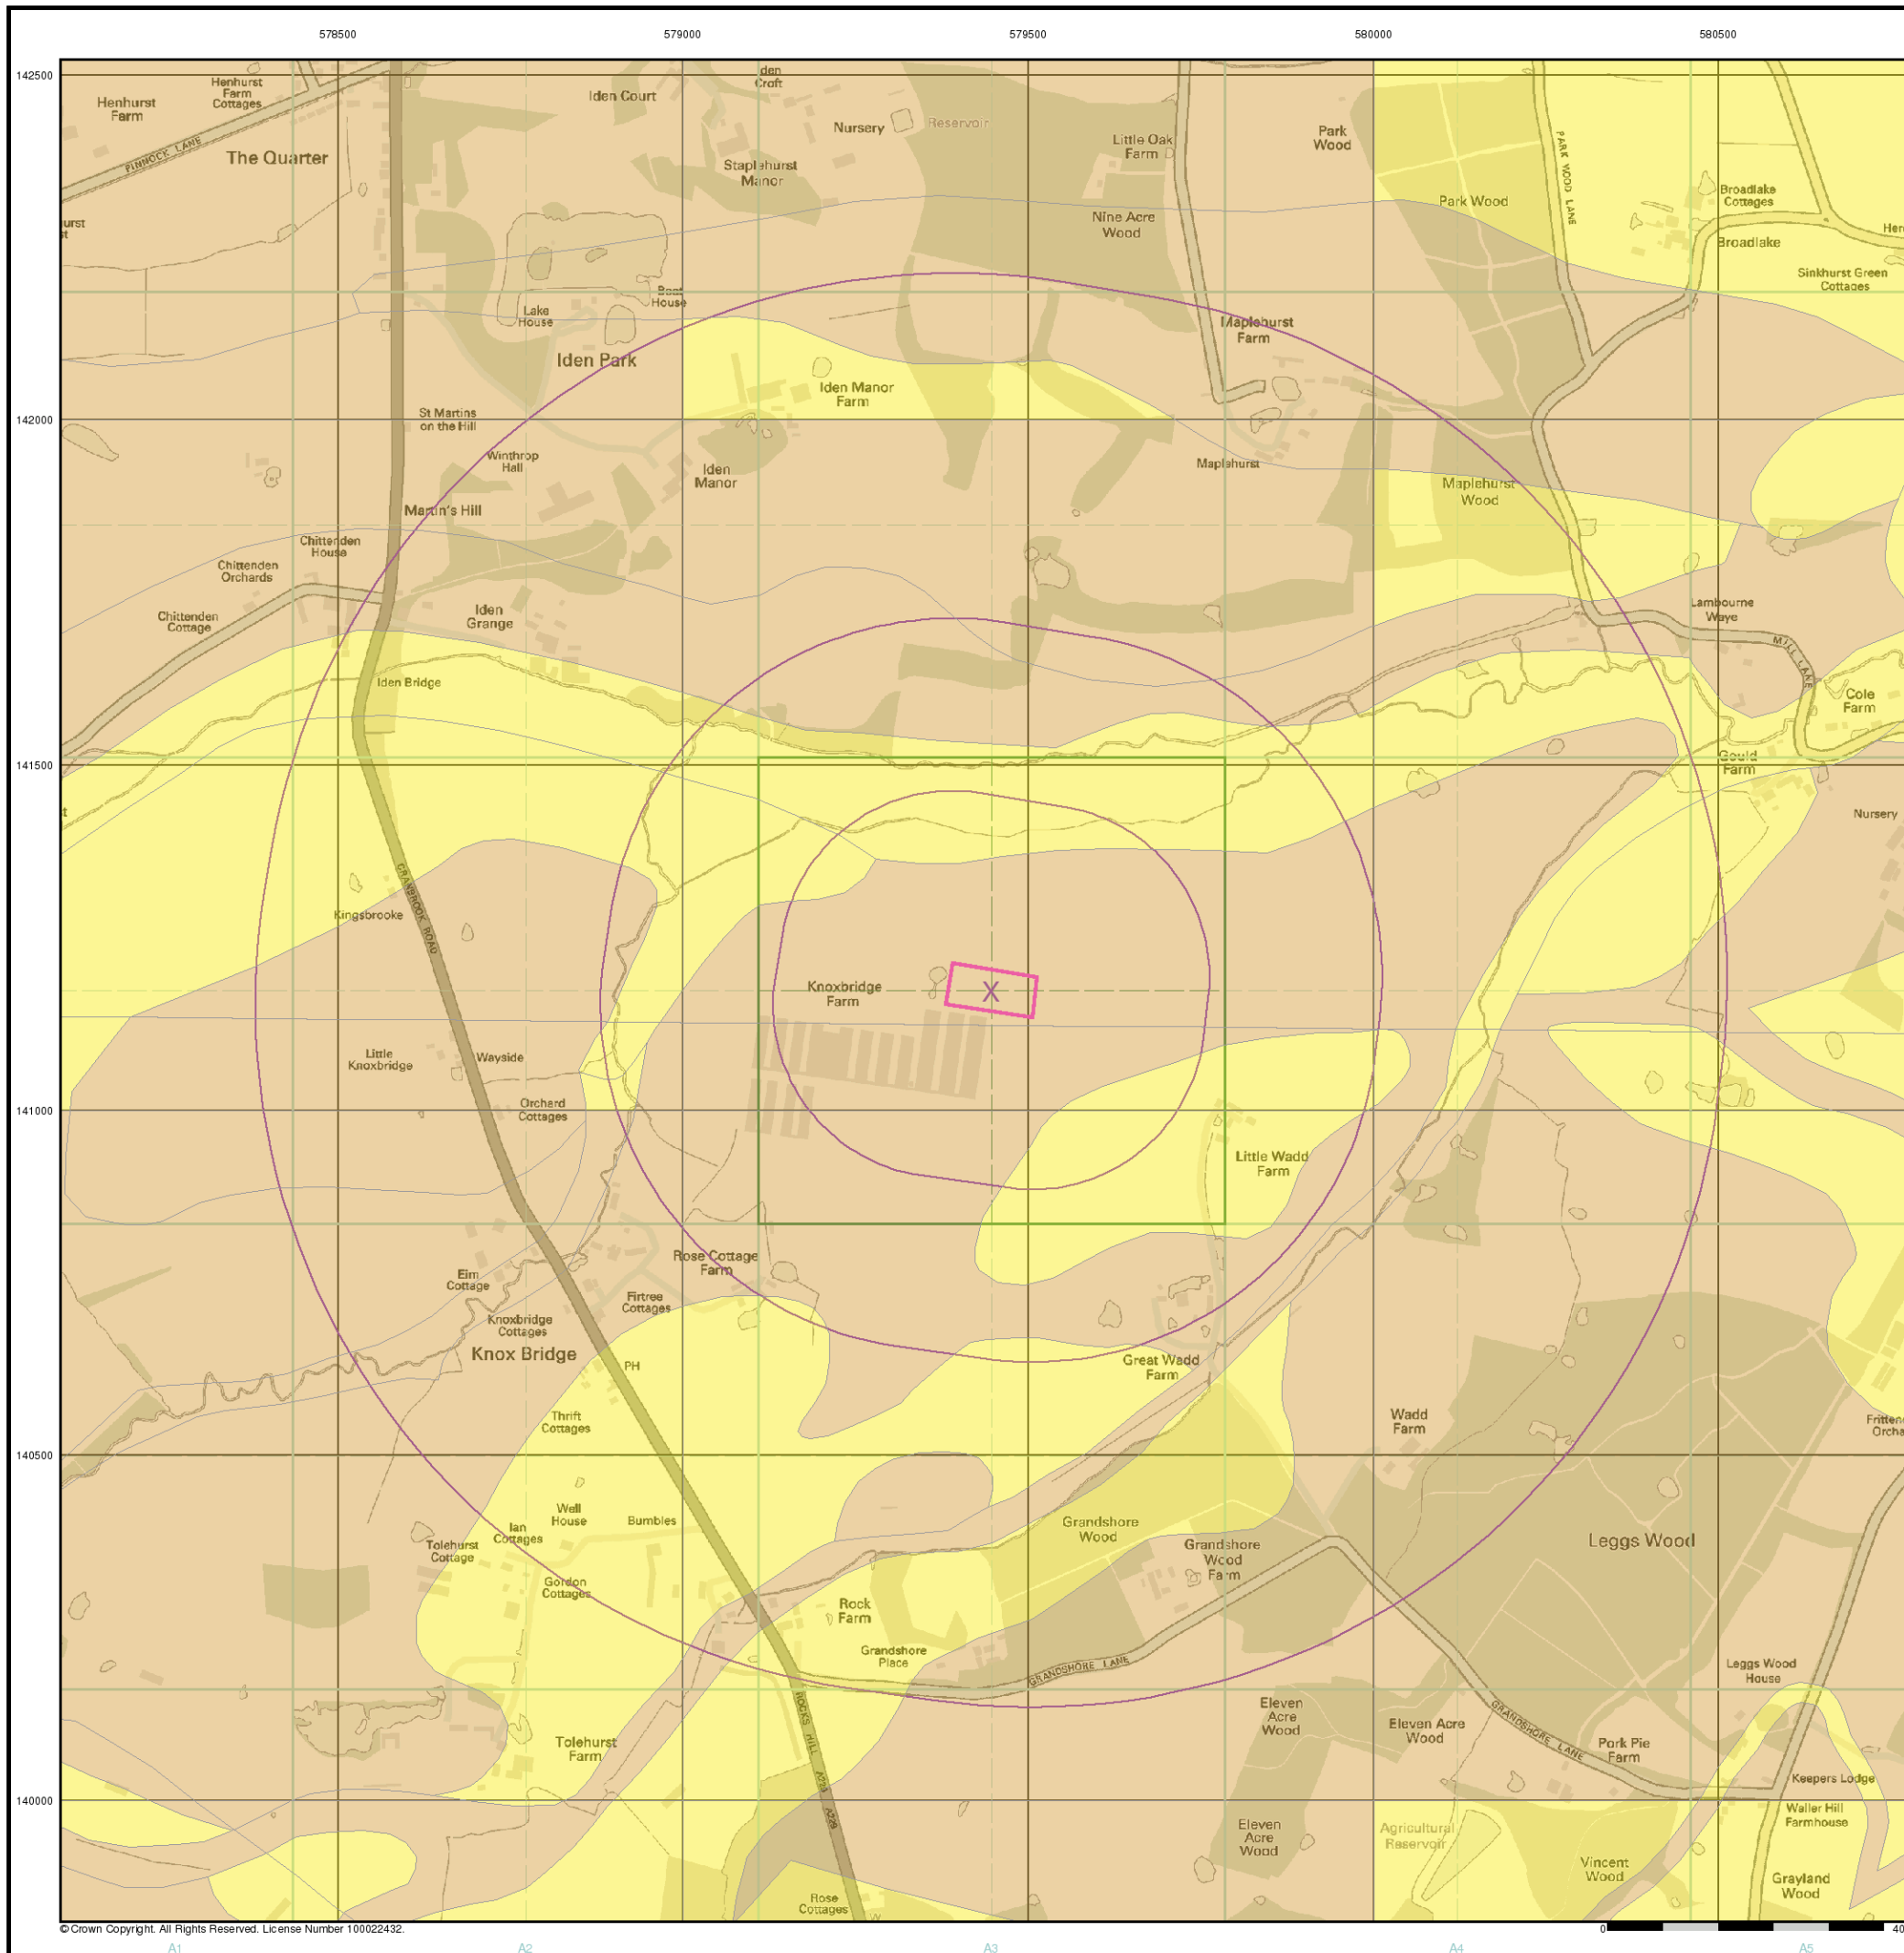 578500
579000
579500
580000
580500
142500
142000
141500
141000
140500
140000
Henhurst
Farm
Henhurst
Farm
Cottages
PINNOCK LANE
The Quarter
Iden Court
Croft
Nursery
Reservoir
Staplehurst
Manor
Little Oak
Farm
Park
Wood
Nine Acre
Wood
Park Wood
PARK WOOD LANE
Broadlake
Cottages
Broadlake
Sinkhurst Green
Cottages
Boat
House
Lake
House
Iden Park
Maplehurst
Farm
Iden Manor
Farm
St Martins
on the Hill
Winthrop
Hall
Iden
Manor
Maplehurst
Maplehurst
Wood
Martin's Hill
Chittenden
House
Chittenden
Orchards
Chittenden
Cottage
Iden
Grange
Lambourne
Waye
MILL LANE
Iden Bridge
Cole
Farm
Gould
Farm
Nursery
CRANBROOK ROAD
Kingsbrooke
Knoxbridge
Farm
X
Little
Knoxbridge
Wayside
Orchard
Cottages
Little Wadd
Farm
Rose Cottage
Farm
Elm
Cottage
Firtree
Cottages
Knoxbridge
Cottages
Knox Bridge
PH
Great Wadd
Farm
Thrift
Cottages
Wadd
Farm
Well
House
Bumbles
Ian
Cottages
Tolehurst
Cottage
Grandshore
Wood
Grandshore
Wood
Farm
Leggs Wood
Gordon
Cottages
Rock
Farm
Grandshore
Place
GRANDSHORE LANE
Leggs Wood
House
ROCKS HILL
A229
A229
Tolehurst
Farm
Eleven
Acre
Wood
Eleven Acre
Wood
GRANDSHORE LANE
Pork Pie
Farm
Keepers Lodge
Waller Hill
Farmhouse
Eleven
Acre
Wood
Agricultural
Reservoir
Vincent
Wood
Grayland
Wood
Rose
Cottages
© Crown Copyright. All Rights Reserved. License Number 100022432.
0
A1
A2
A3
A4
A5